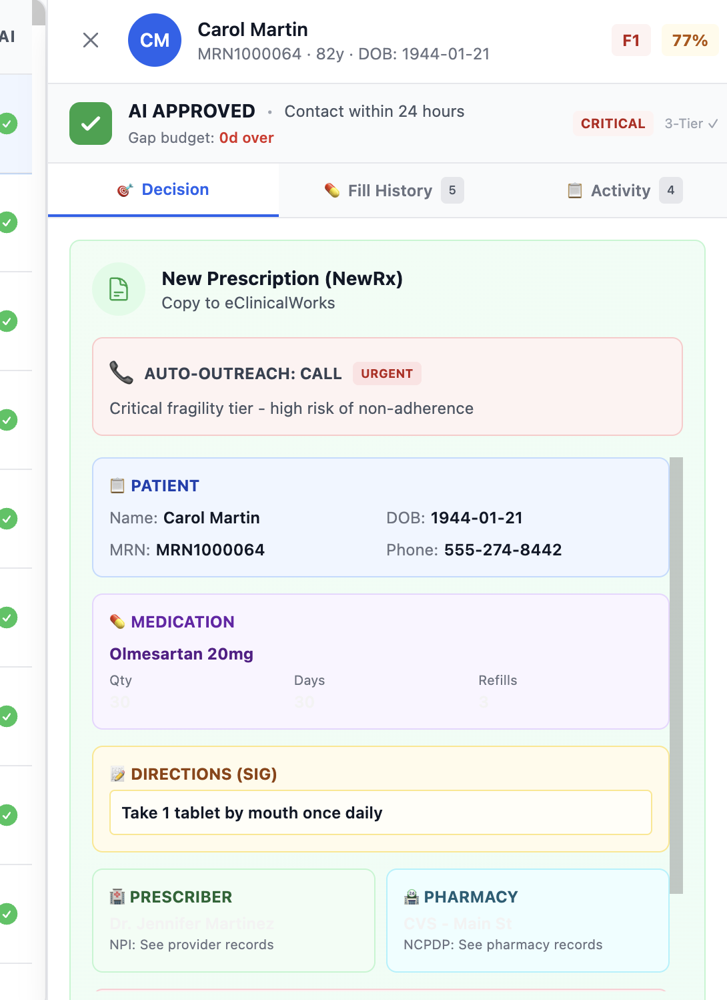 AI
CM
Carol Martin
MRN1000064 · 82y · DOB: 1944-01-21
F1
77%
AI APPROVED · Contact within 24 hours
Gap budget: 0d over
CRITICAL
3-Tier ✓
Decision
Fill History 5
Activity 4
New Prescription (NewRx)
Copy to eClinicalWorks
AUTO-OUTREACH: CALL URGENT
Critical fragility tier - high risk of non-adherence
PATIENT
Name: Carol Martin
DOB: 1944-01-21
MRN: MRN1000064
Phone: 555-274-8442
MEDICATION
Olmesartan 20mg
Qty
Days
Refills
30
30
3
DIRECTIONS (SIG)
Take 1 tablet by mouth once daily
PRESCRIBER
Dr. Jennifer Martinez
NPI: See provider records
PHARMACY
CVS - Main St
NCPDP: See pharmacy records